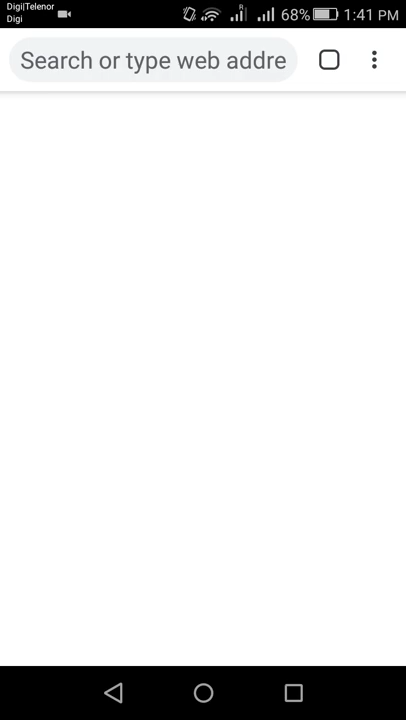 Digi|Telenor
Digi
R
68%
1:41 PM
Search or type web addre